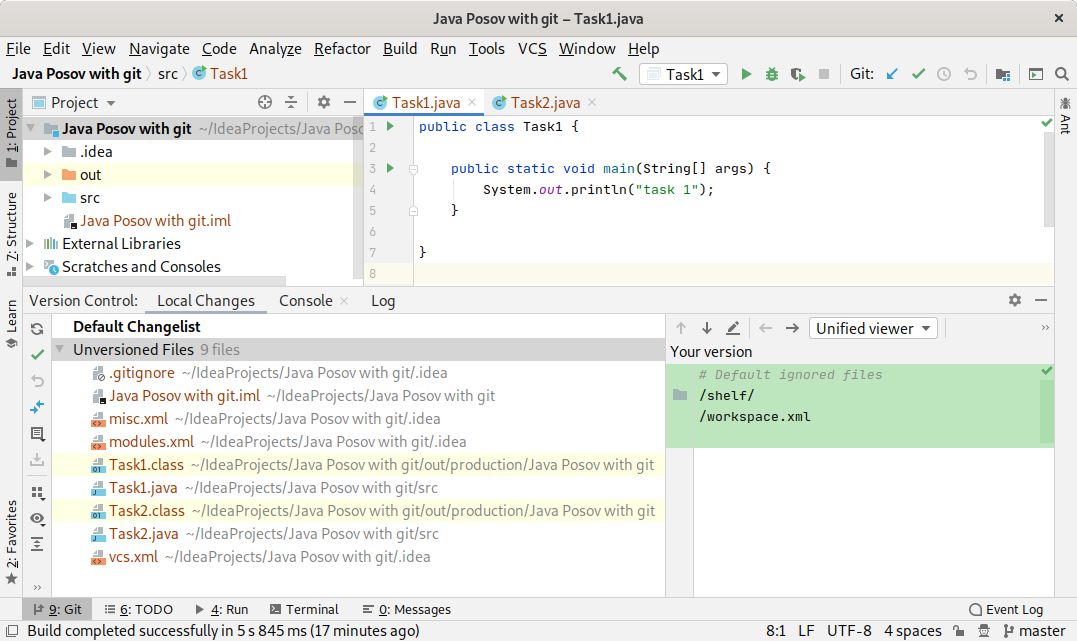 Java Posov with git – Task1.java
File Edit View Navigate Code Analyze Refactor Build Run Tools VCS Window Help
Java Posov with git src Task1 Task1 Git:
Project
Task1.java Task2.java
1: Project
7: Structure
Learn
2: Favorites
Ant
Java Posov with git ~/IdeaProjects/Java Poso
.idea
out
src
Java Posov with git.iml
External Libraries
Scratches and Consoles
1 public class Task1 {
2
3 public static void main(String[] args) {
4 System.out.println("task 1");
5 }
6
7 }
8
Version Control: Local Changes Console Log
Default Changelist
Unversioned Files 9 files
.gitignore ~/IdeaProjects/Java Posov with git/.idea
Java Posov with git.iml ~/IdeaProjects/Java Posov with git
misc.xml ~/IdeaProjects/Java Posov with git/.idea
modules.xml ~/IdeaProjects/Java Posov with git/.idea
Task1.class ~/IdeaProjects/Java Posov with git/out/production/Java Posov with git
Task1.java ~/IdeaProjects/Java Posov with git/src
Task2.class ~/IdeaProjects/Java Posov with git/out/production/Java Posov with git
Task2.java ~/IdeaProjects/Java Posov with git/src
vcs.xml ~/IdeaProjects/Java Posov with git/.idea
Unified viewer
Your version
# Default ignored files
/shelf/
/workspace.xml
9: Git 6: TODO 4: Run Terminal 0: Messages Event Log
Build completed successfully in 5 s 845 ms (17 minutes ago) 8:1 LF UTF-8 4 spaces master